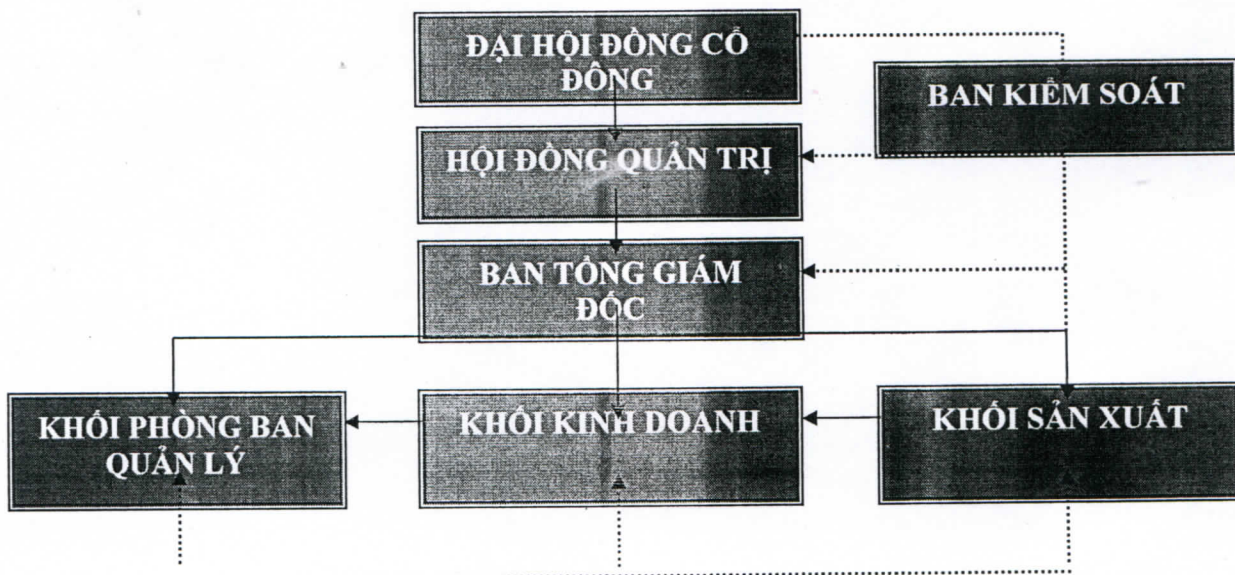 ĐẠI HỘI ĐỒNG CỔ
ĐÔNG
BAN KIỂM SOÁT
HỘI ĐỒNG QUẢN TRỊ
BAN TỔNG GIÁM
ĐỐC
KHỐI PHÒNG BAN
QUẢN LÝ
KHỐI KINH DOANH
KHỐI SẢN XUẤT